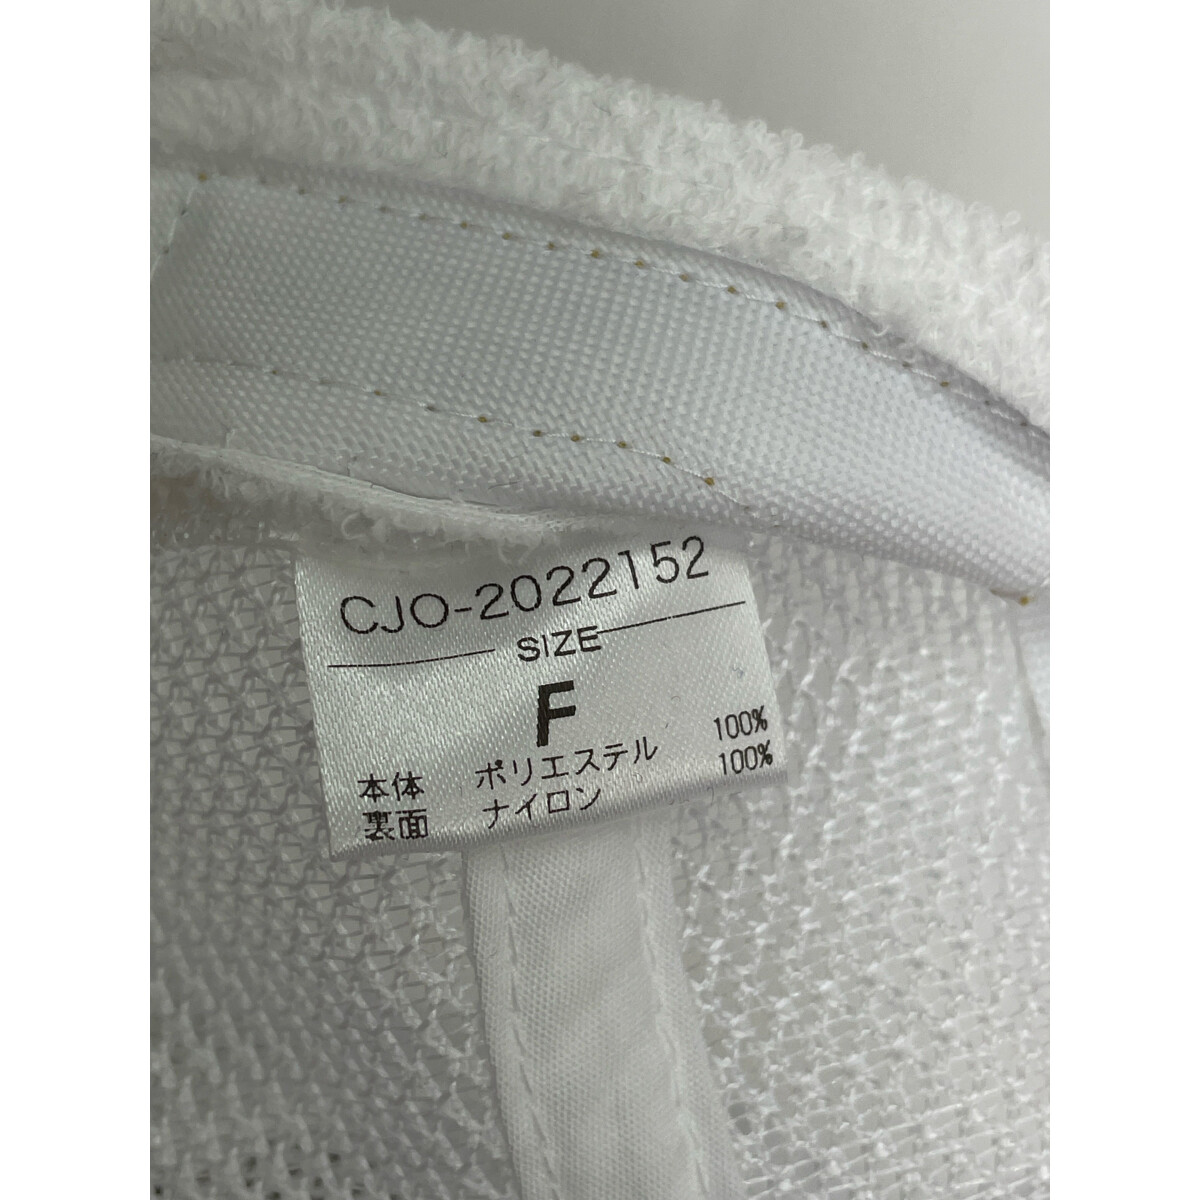 CJO-2022152
SIZE
F
本体 ポリエステル 100%
裏面 ナイロン 100%